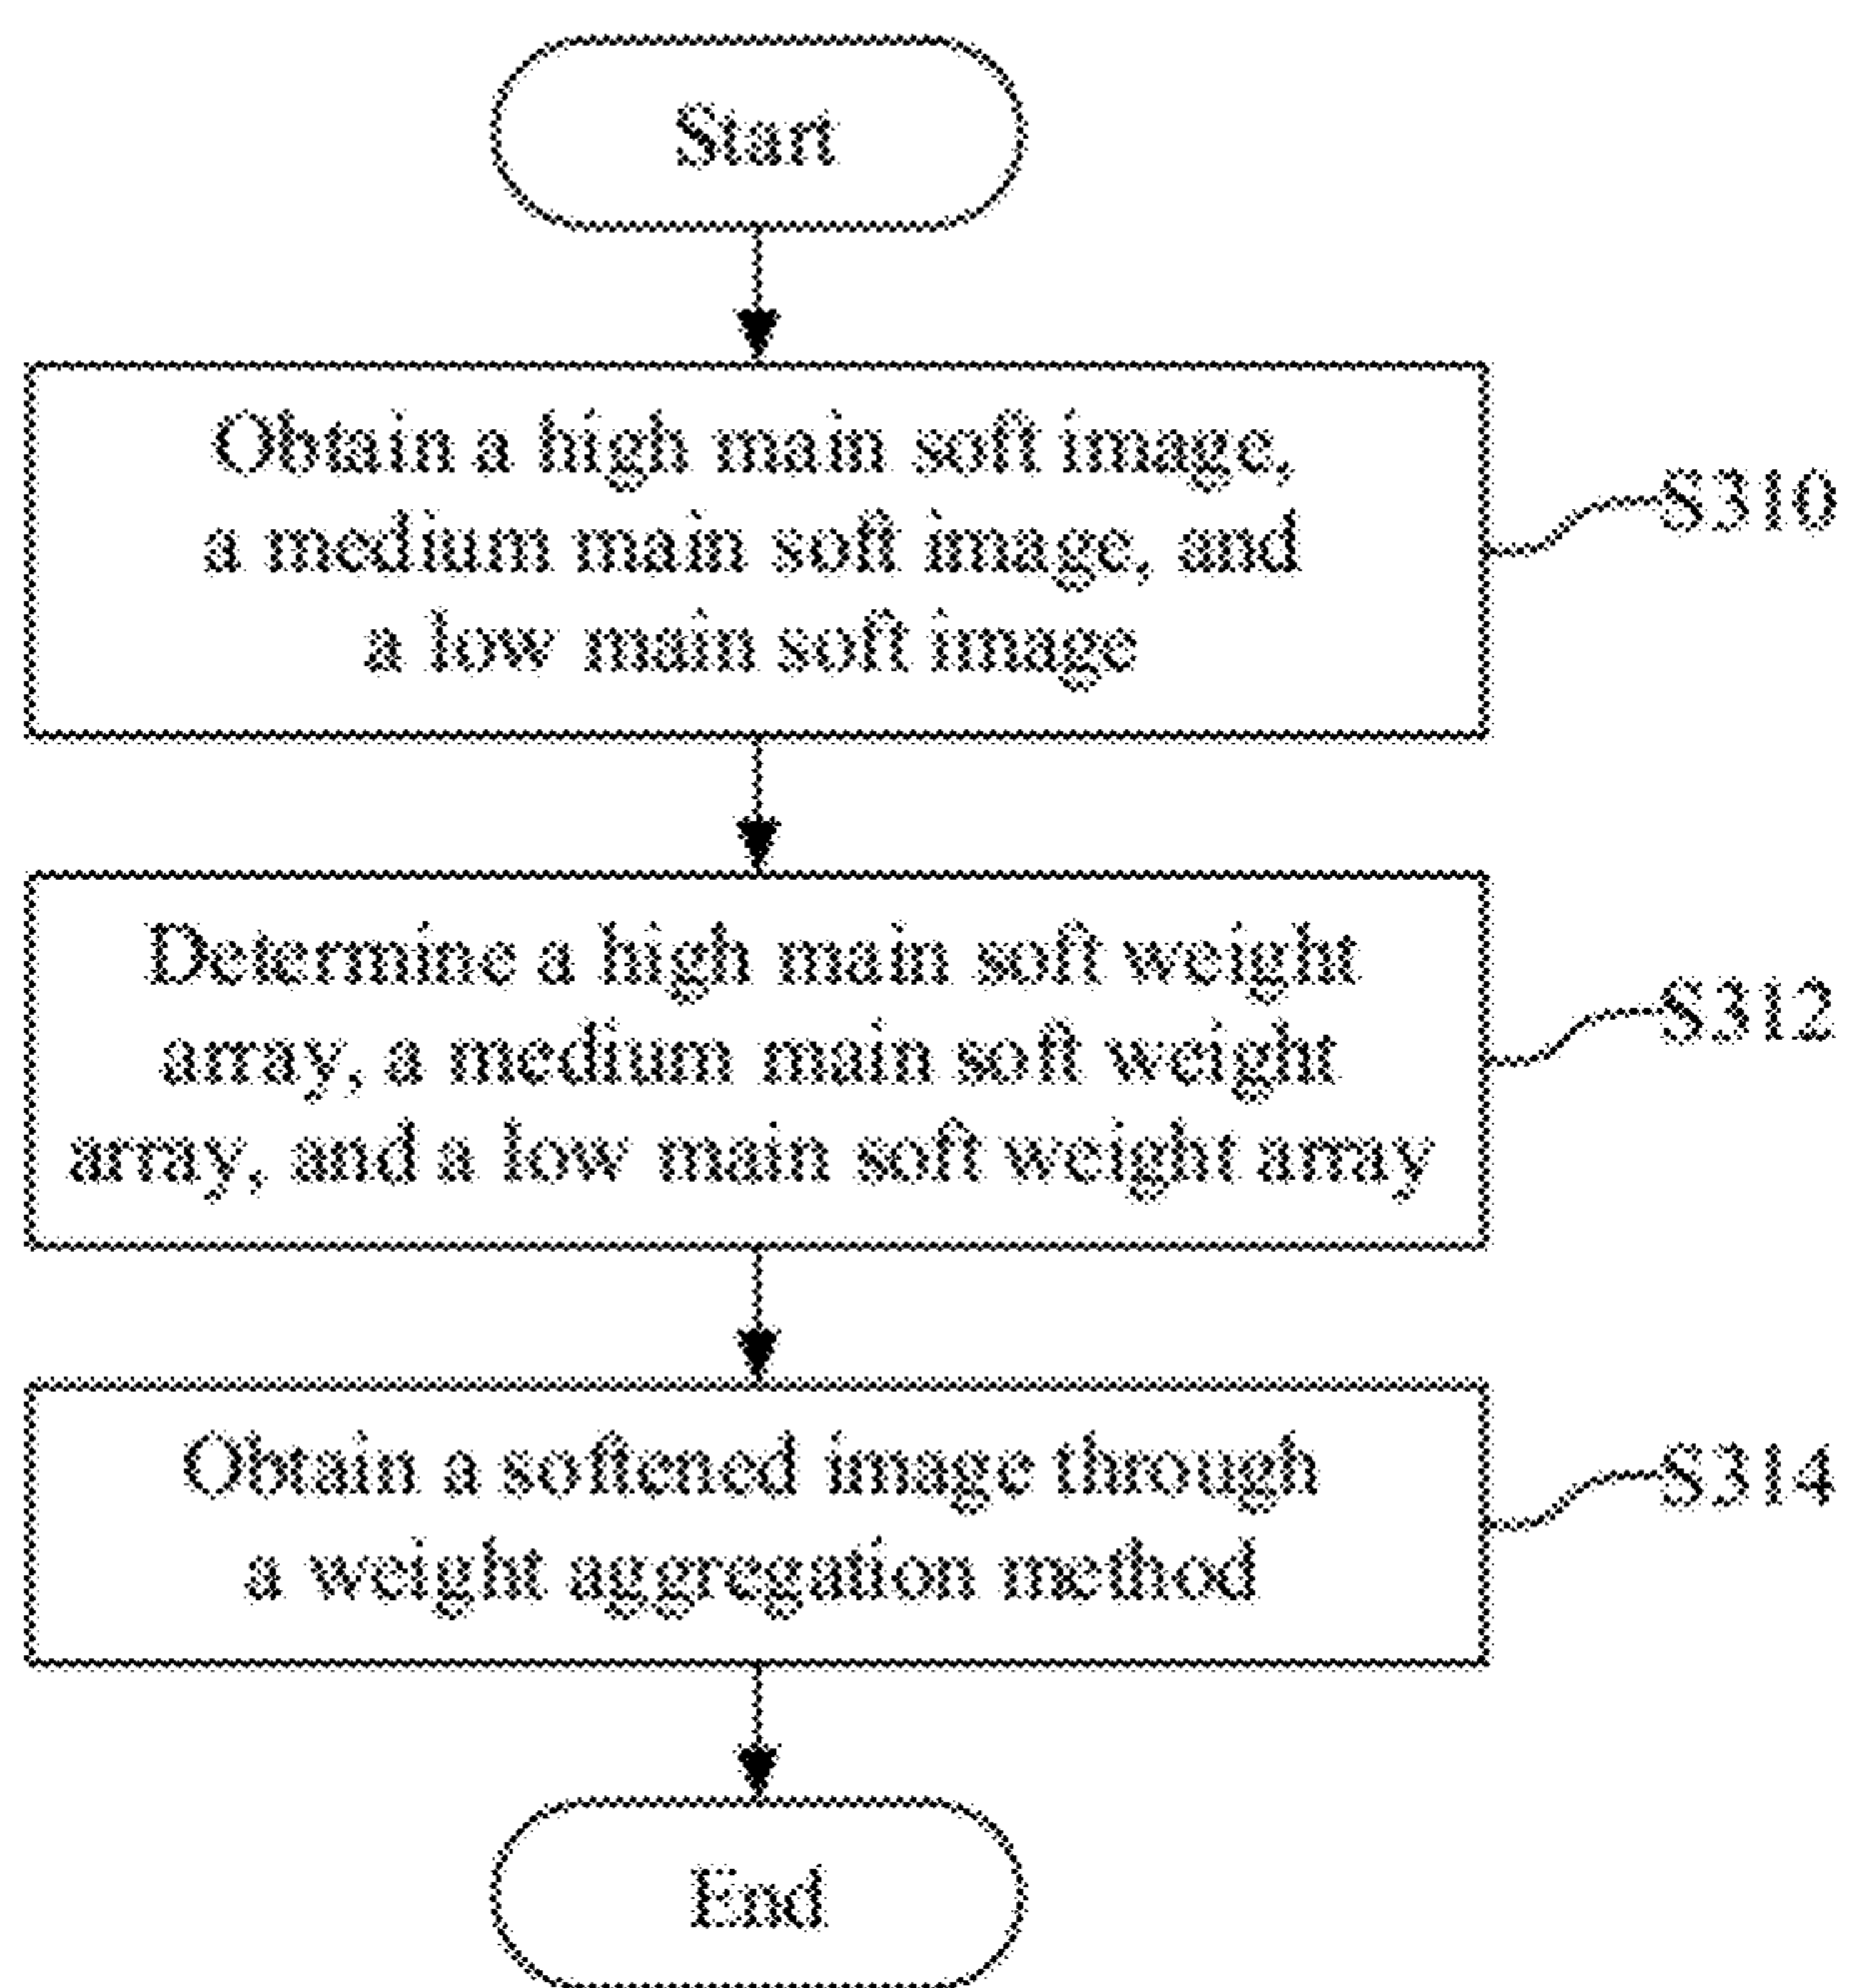 Start
Obtain a high main soft image,
a medium main soft image, and
a low main soft image
S310
Determine a high main soft weight
array, a medium main soft weight
array, and a low main soft weight array
S312
Obtain a softened image through
a weight aggregation method
S314
End